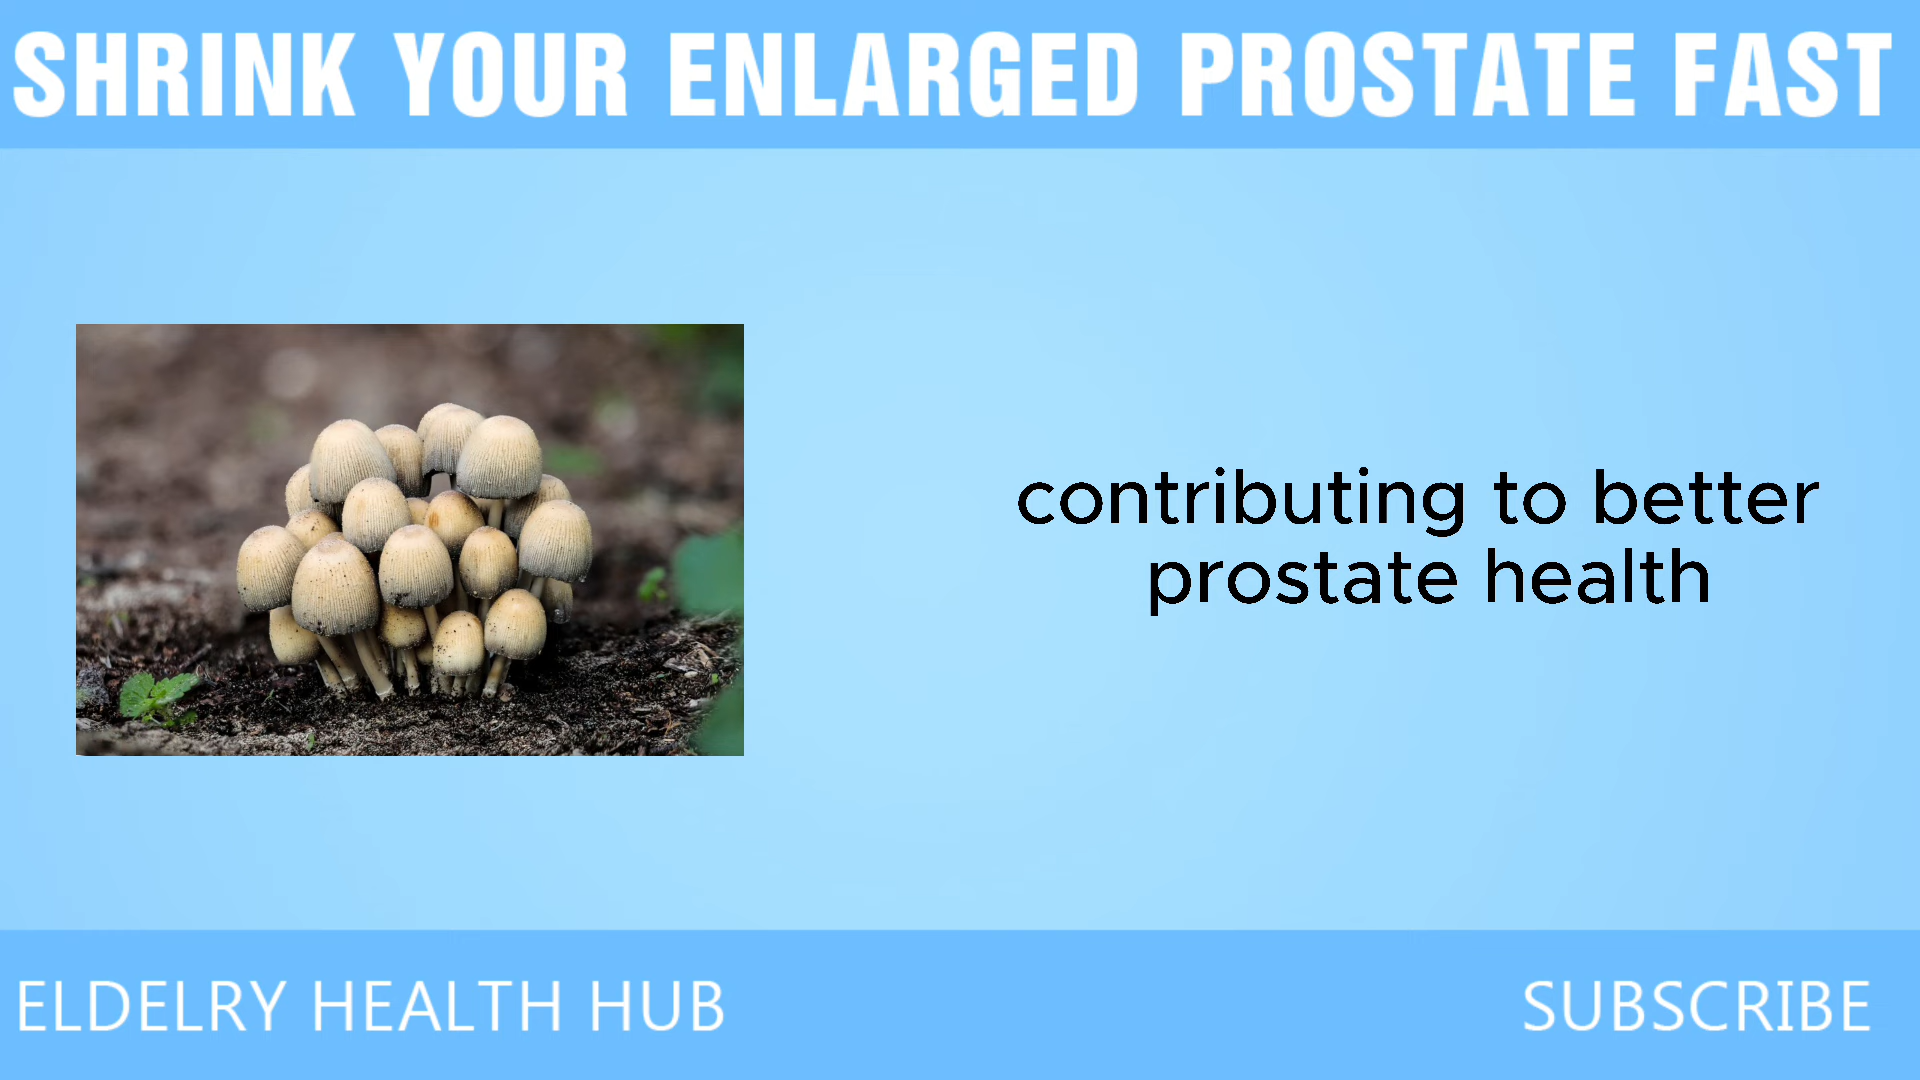 SHRINK YOUR ENLARGED PROSTATE FAST
contributing to better
prostate health
ELDELRY HEALTH HUB
SUBSCRIBE